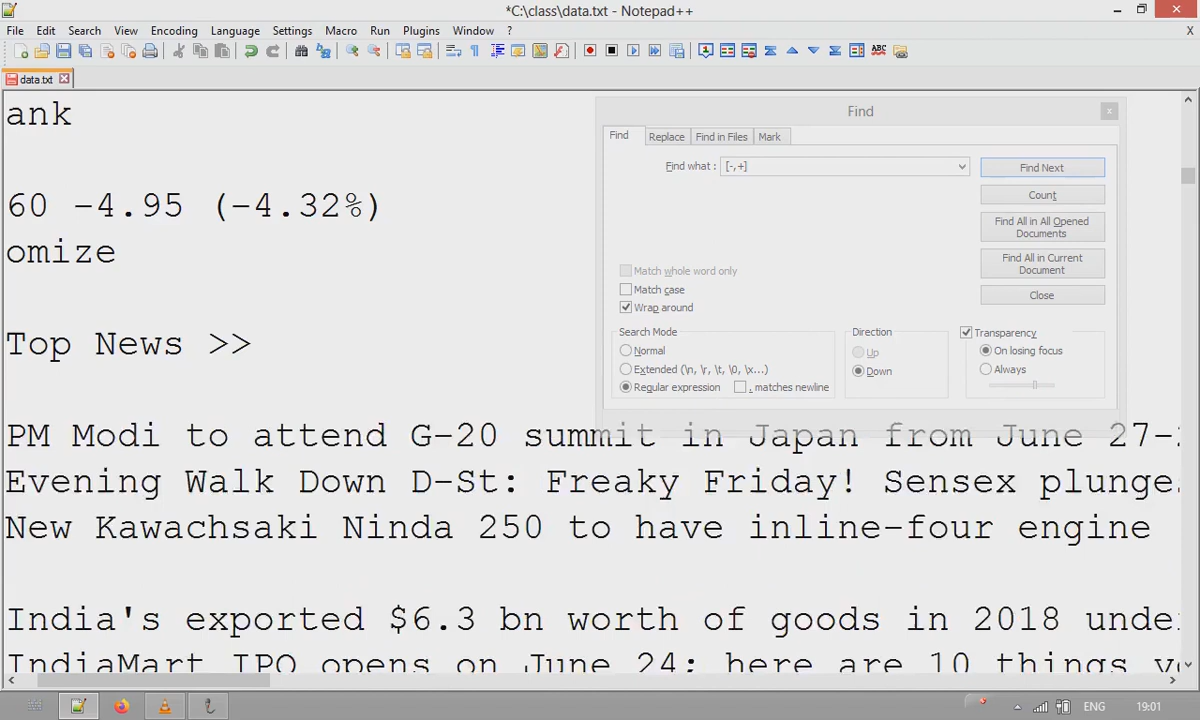 *C:\class\data.txt - Notepad++
File Edit Search View Encoding Language Settings Macro Run Plugins Window ? X
data.txt
ank
60 -4.95 (-4.32%)
omize
Top News >>
PM Modi to attend G-20 summit in Japan from June 27-
Evening Walk Down D-St: Freaky Friday! Sensex plunge
New Kawachsaki Ninda 250 to have inline-four engine
India's exported $6.3 bn worth of goods in 2018 unde
IndiaMart IPO opens on June 24; here are 10 things
Find
Find Replace Find in Files Mark
Find what : [-,+]
Find Next
Count
Find All in All Opened
Documents
Find All in Current
Document
Close
Match whole word only
Match case
Wrap around
Search Mode
Normal
Extended (\n, \r, \t, \0, \x...)
Regular expression . matches newline
Direction
Up
Down
Transparency
On losing focus
Always
ENG 19:01